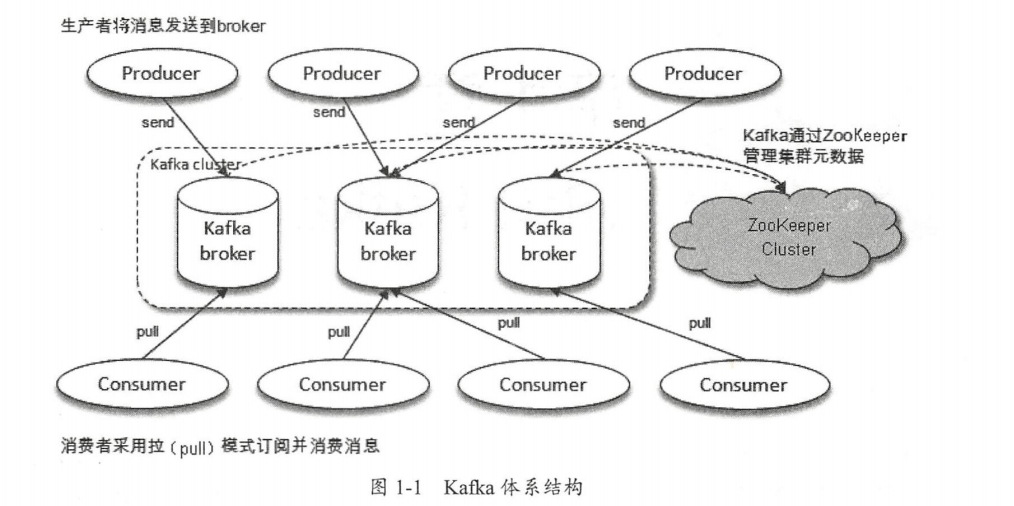 生产者将消息发送到broker
Producer
Producer
Producer
Producer
send
send
send
send
Kafka通过ZooKeeper
管理集群元数据
Kafka cluster
Kafka
broker
Kafka
broker
Kafka
broker
ZooKeeper
Cluster
pull
pull
pull
pull
Consumer
Consumer
Consumer
Consumer
消费者采用拉（pull）模式订阅并消费消息
图 1-1 Kafka 体系结构